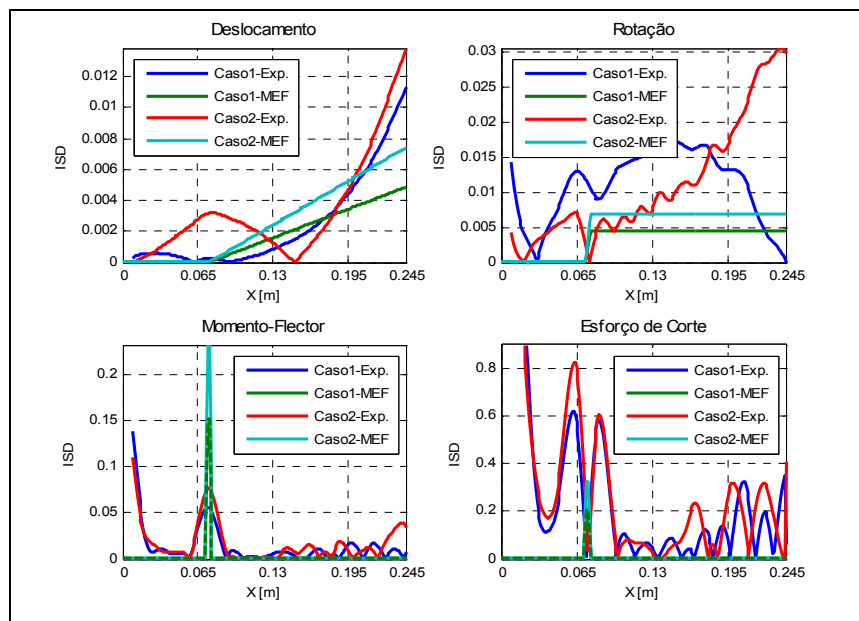 Deslocamento
0.012
0.01
0.008
0.006
0.004
0.002
0
ISD
Caso1-Exp.
Caso1-MEF
Caso2-Exp.
Caso2-MEF
0
0.065
0.13
0.195
0.245
X [m]
Rotação
0.03
0.025
0.02
0.015
0.01
0.005
0
ISD
Caso1-Exp.
Caso1-MEF
Caso2-Exp.
Caso2-MEF
0
0.065
0.13
0.195
0.245
X [m]
Momento-Flector
0.2
0.15
0.1
0.05
0
ISD
Caso1-Exp.
Caso1-MEF
Caso2-Exp.
Caso2-MEF
0
0.065
0.13
0.195
0.245
X [m]
Esforço de Corte
0.8
0.6
0.4
0.2
0
ISD
Caso1-Exp.
Caso1-MEF
Caso2-Exp.
Caso2-MEF
0
0.065
0.13
0.195
0.245
X [m]